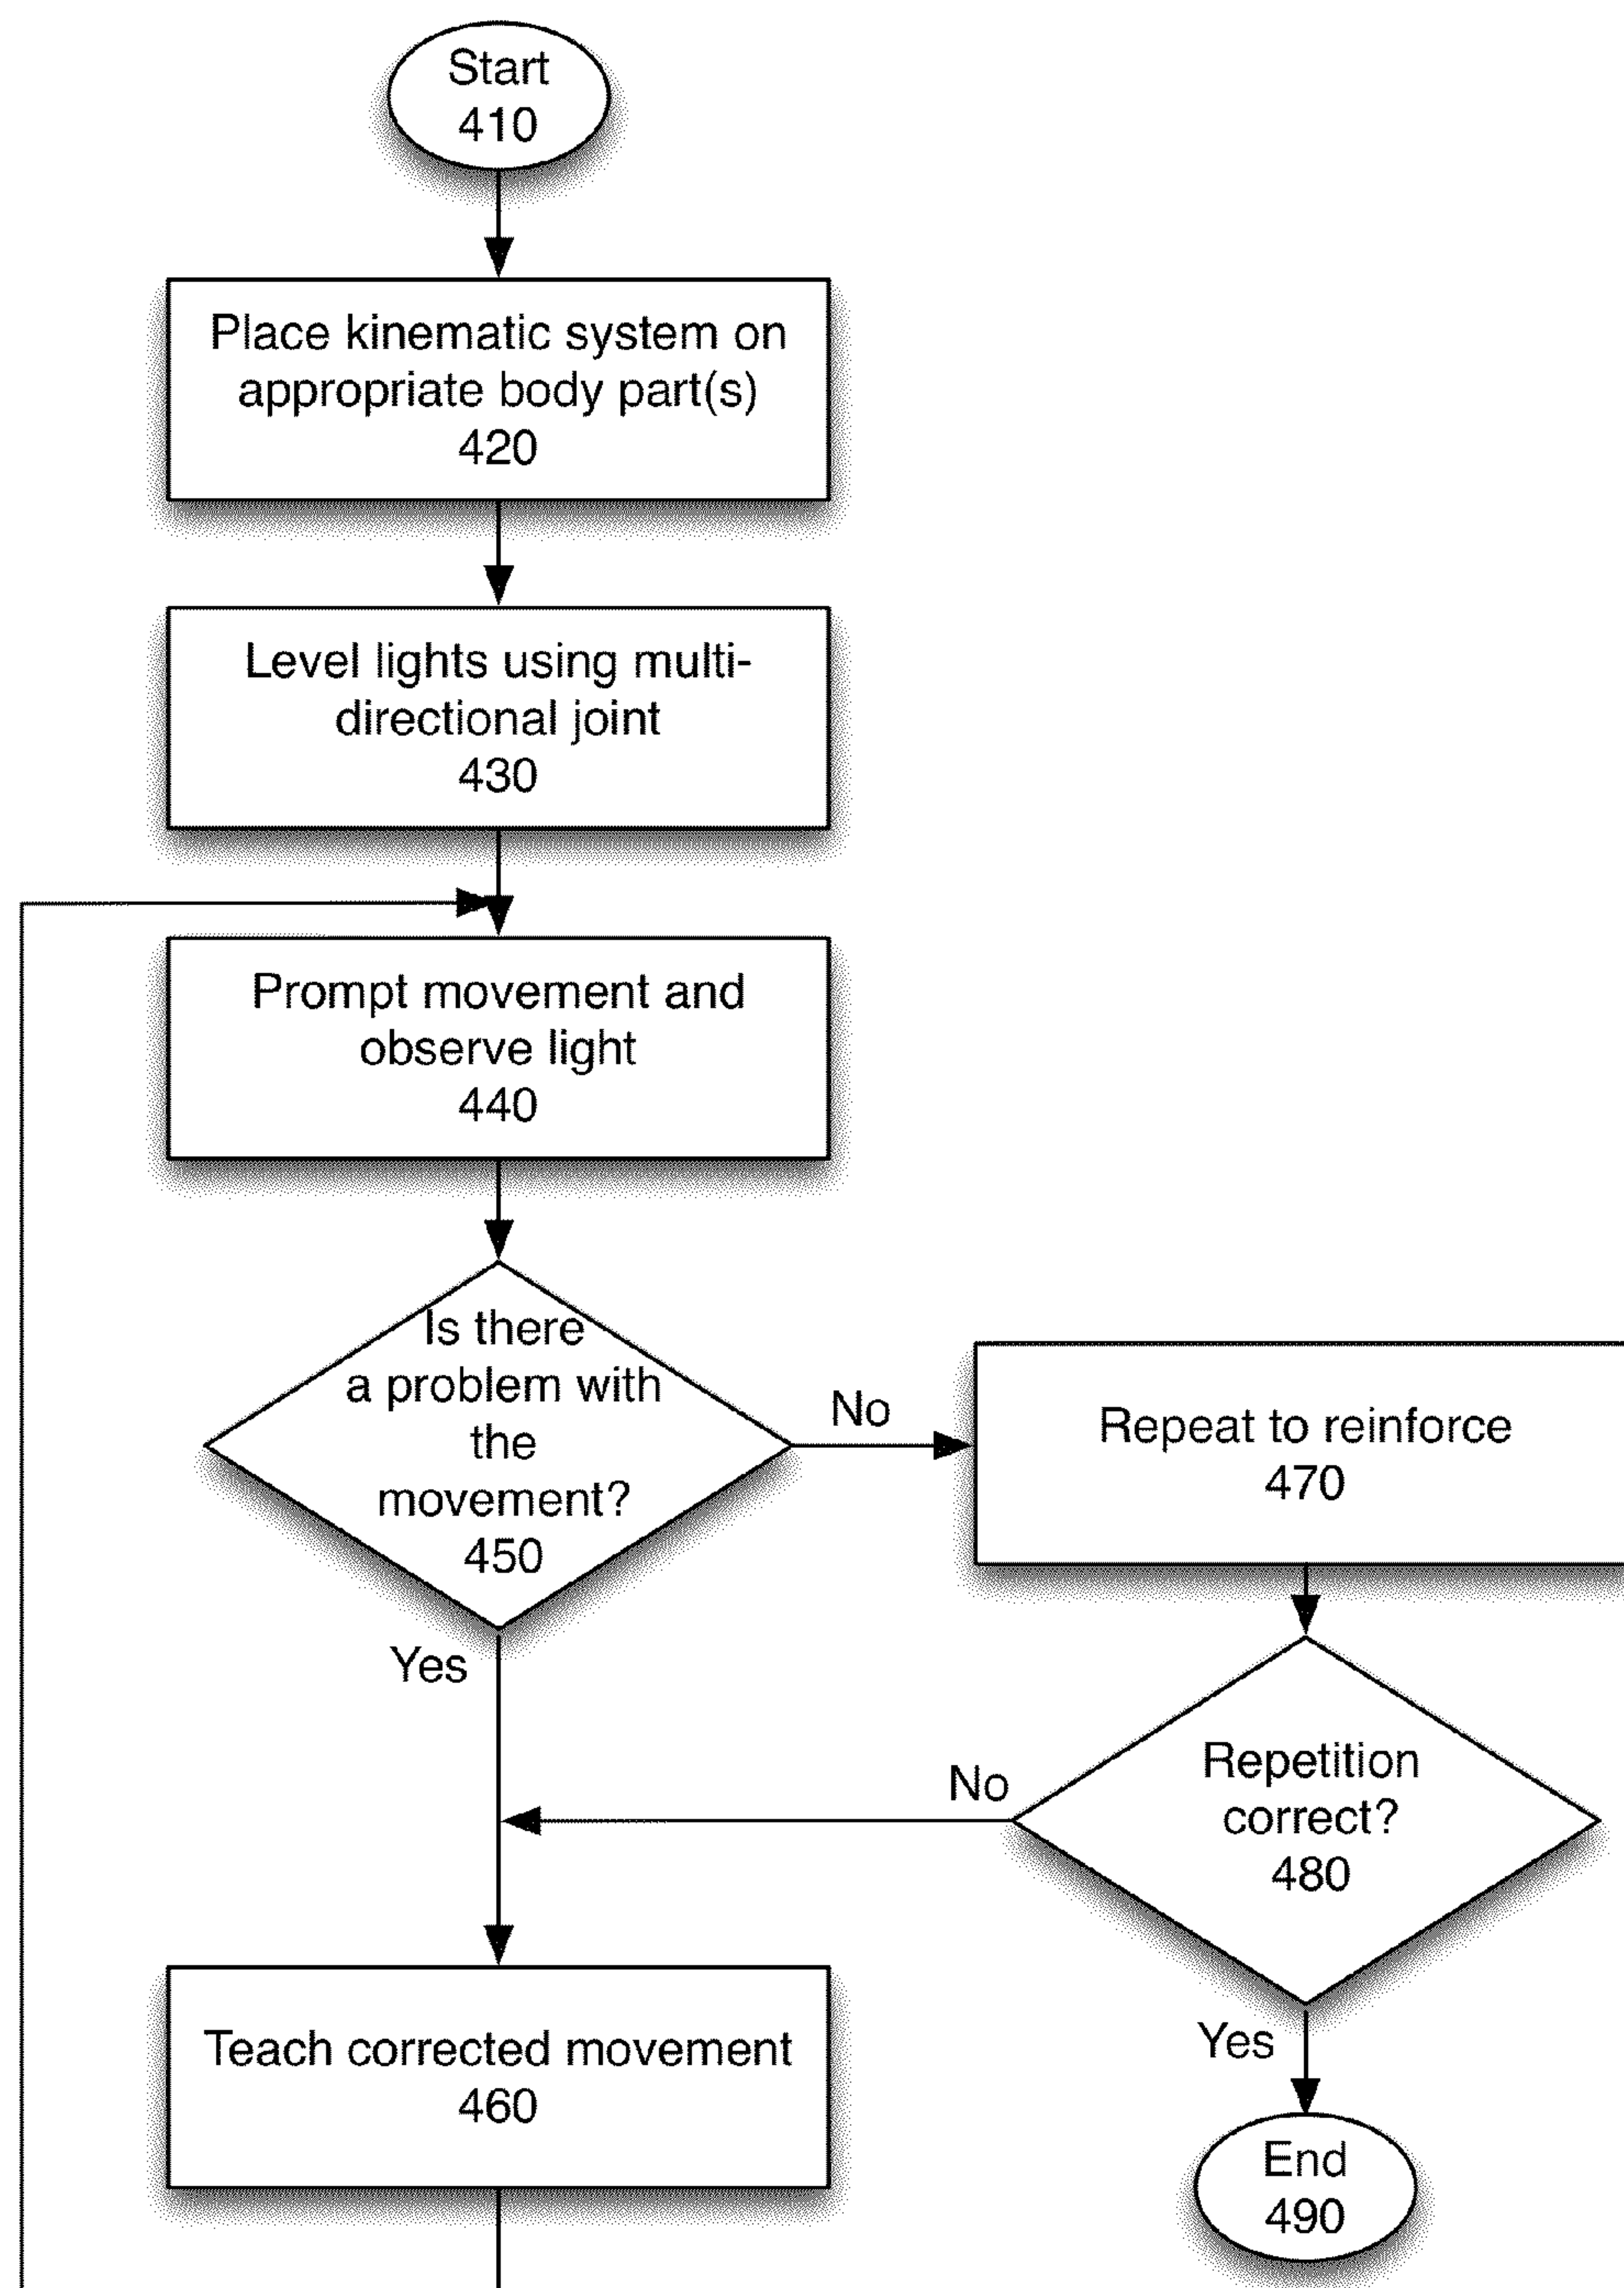 Start
410
Place kinematic system on
appropriate body part(s)
420
Level lights using multi-
directional joint
430
Prompt movement and
observe light
440
Is there
a problem with
the
movement?
450
No
Repeat to reinforce
470
Yes
No
Repetition
correct?
480
Teach corrected movement
460
Yes
End
490